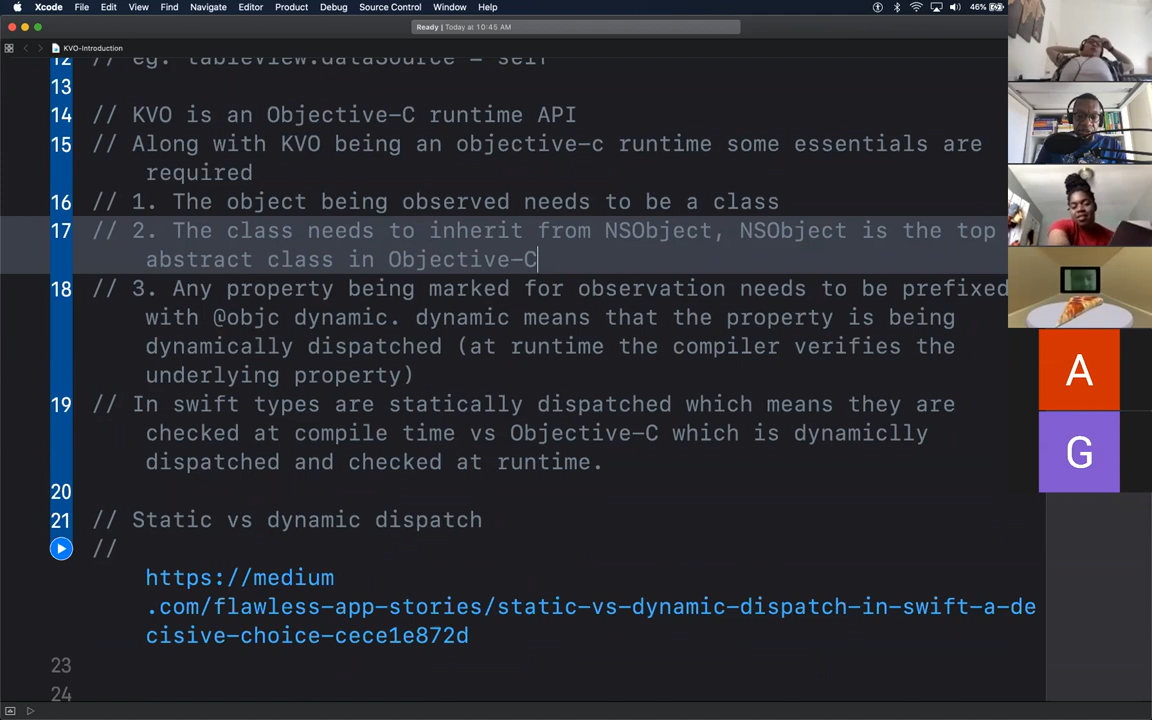 Xcode File Edit View Find Navigate Editor Product Debug Source Control Window Help 46%
Ready | Today at 10:45 AM
KVO-Introduction
12 // eg. tableView.dataSource = self
13
14 // KVO is an Objective-C runtime API
15 // Along with KVO being an objective-c runtime some essentials are
required
16 // 1. The object being observed needs to be a class
17 // 2. The class needs to inherit from NSObject, NSObject is the top
abstract class in Objective-C
18 // 3. Any property being marked for observation needs to be prefixed
with @objc dynamic. dynamic means that the property is being
dynamically dispatched (at runtime the compiler verifies the
underlying property)
19 // In swift types are statically dispatched which means they are
checked at compile time vs Objective-C which is dynamiclly
dispatched and checked at runtime.
20
21 // Static vs dynamic dispatch
//
https://medium
.com/flawless-app-stories/static-vs-dynamic-dispatch-in-swift-a-de
cisive-choice-cece1e872d
23
24
A
G